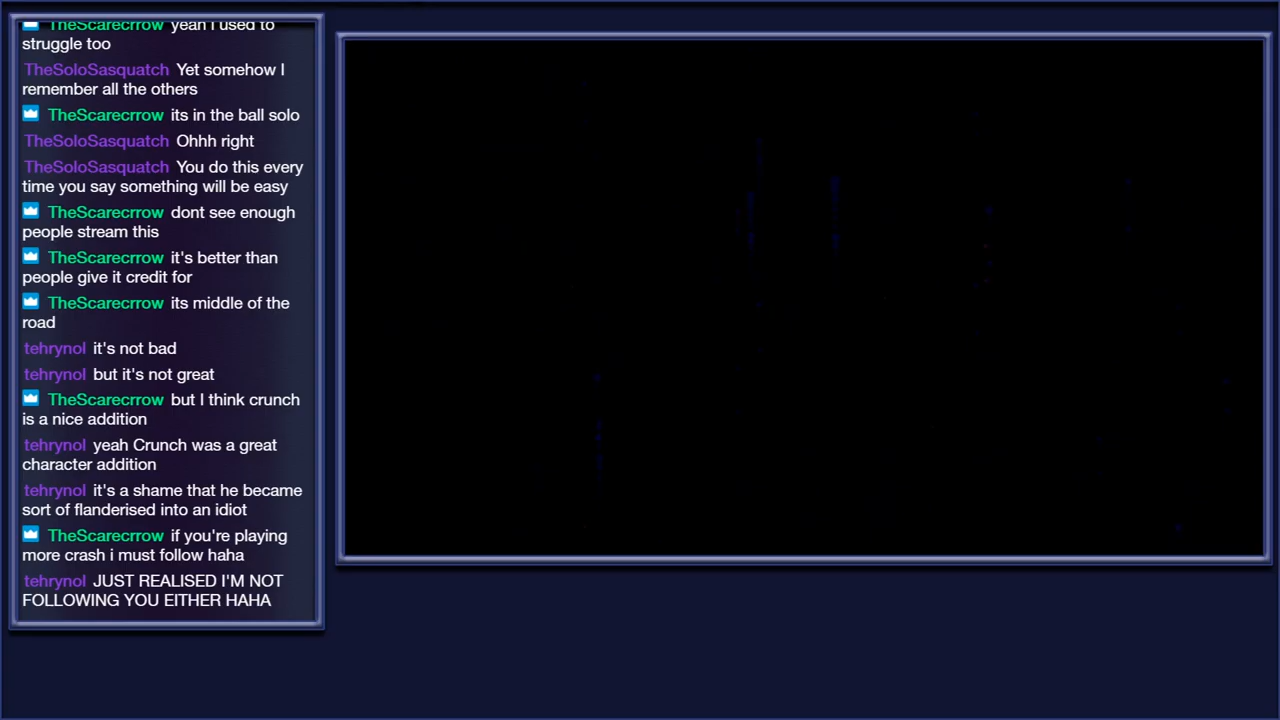 TheScarecrrow yeah i used to
struggle too
TheSoloSasquatch Yet somehow I
remember all the others
TheScarecrrow its in the ball solo
TheSoloSasquatch Ohhh right
TheSoloSasquatch You do this every
time you say something will be easy
TheScarecrrow dont see enough
people stream this
TheScarecrrow it's better than
people give it credit for
TheScarecrrow its middle of the
road
tehrynol it's not bad
tehrynol but it's not great
TheScarecrrow but I think crunch
is a nice addition
tehrynol yeah Crunch was a great
character addition
tehrynol it's a shame that he became
sort of flanderised into an idiot
TheScarecrrow if you're playing
more crash i must follow haha
tehrynol JUST REALISED I'M NOT
FOLLOWING YOU EITHER HAHA